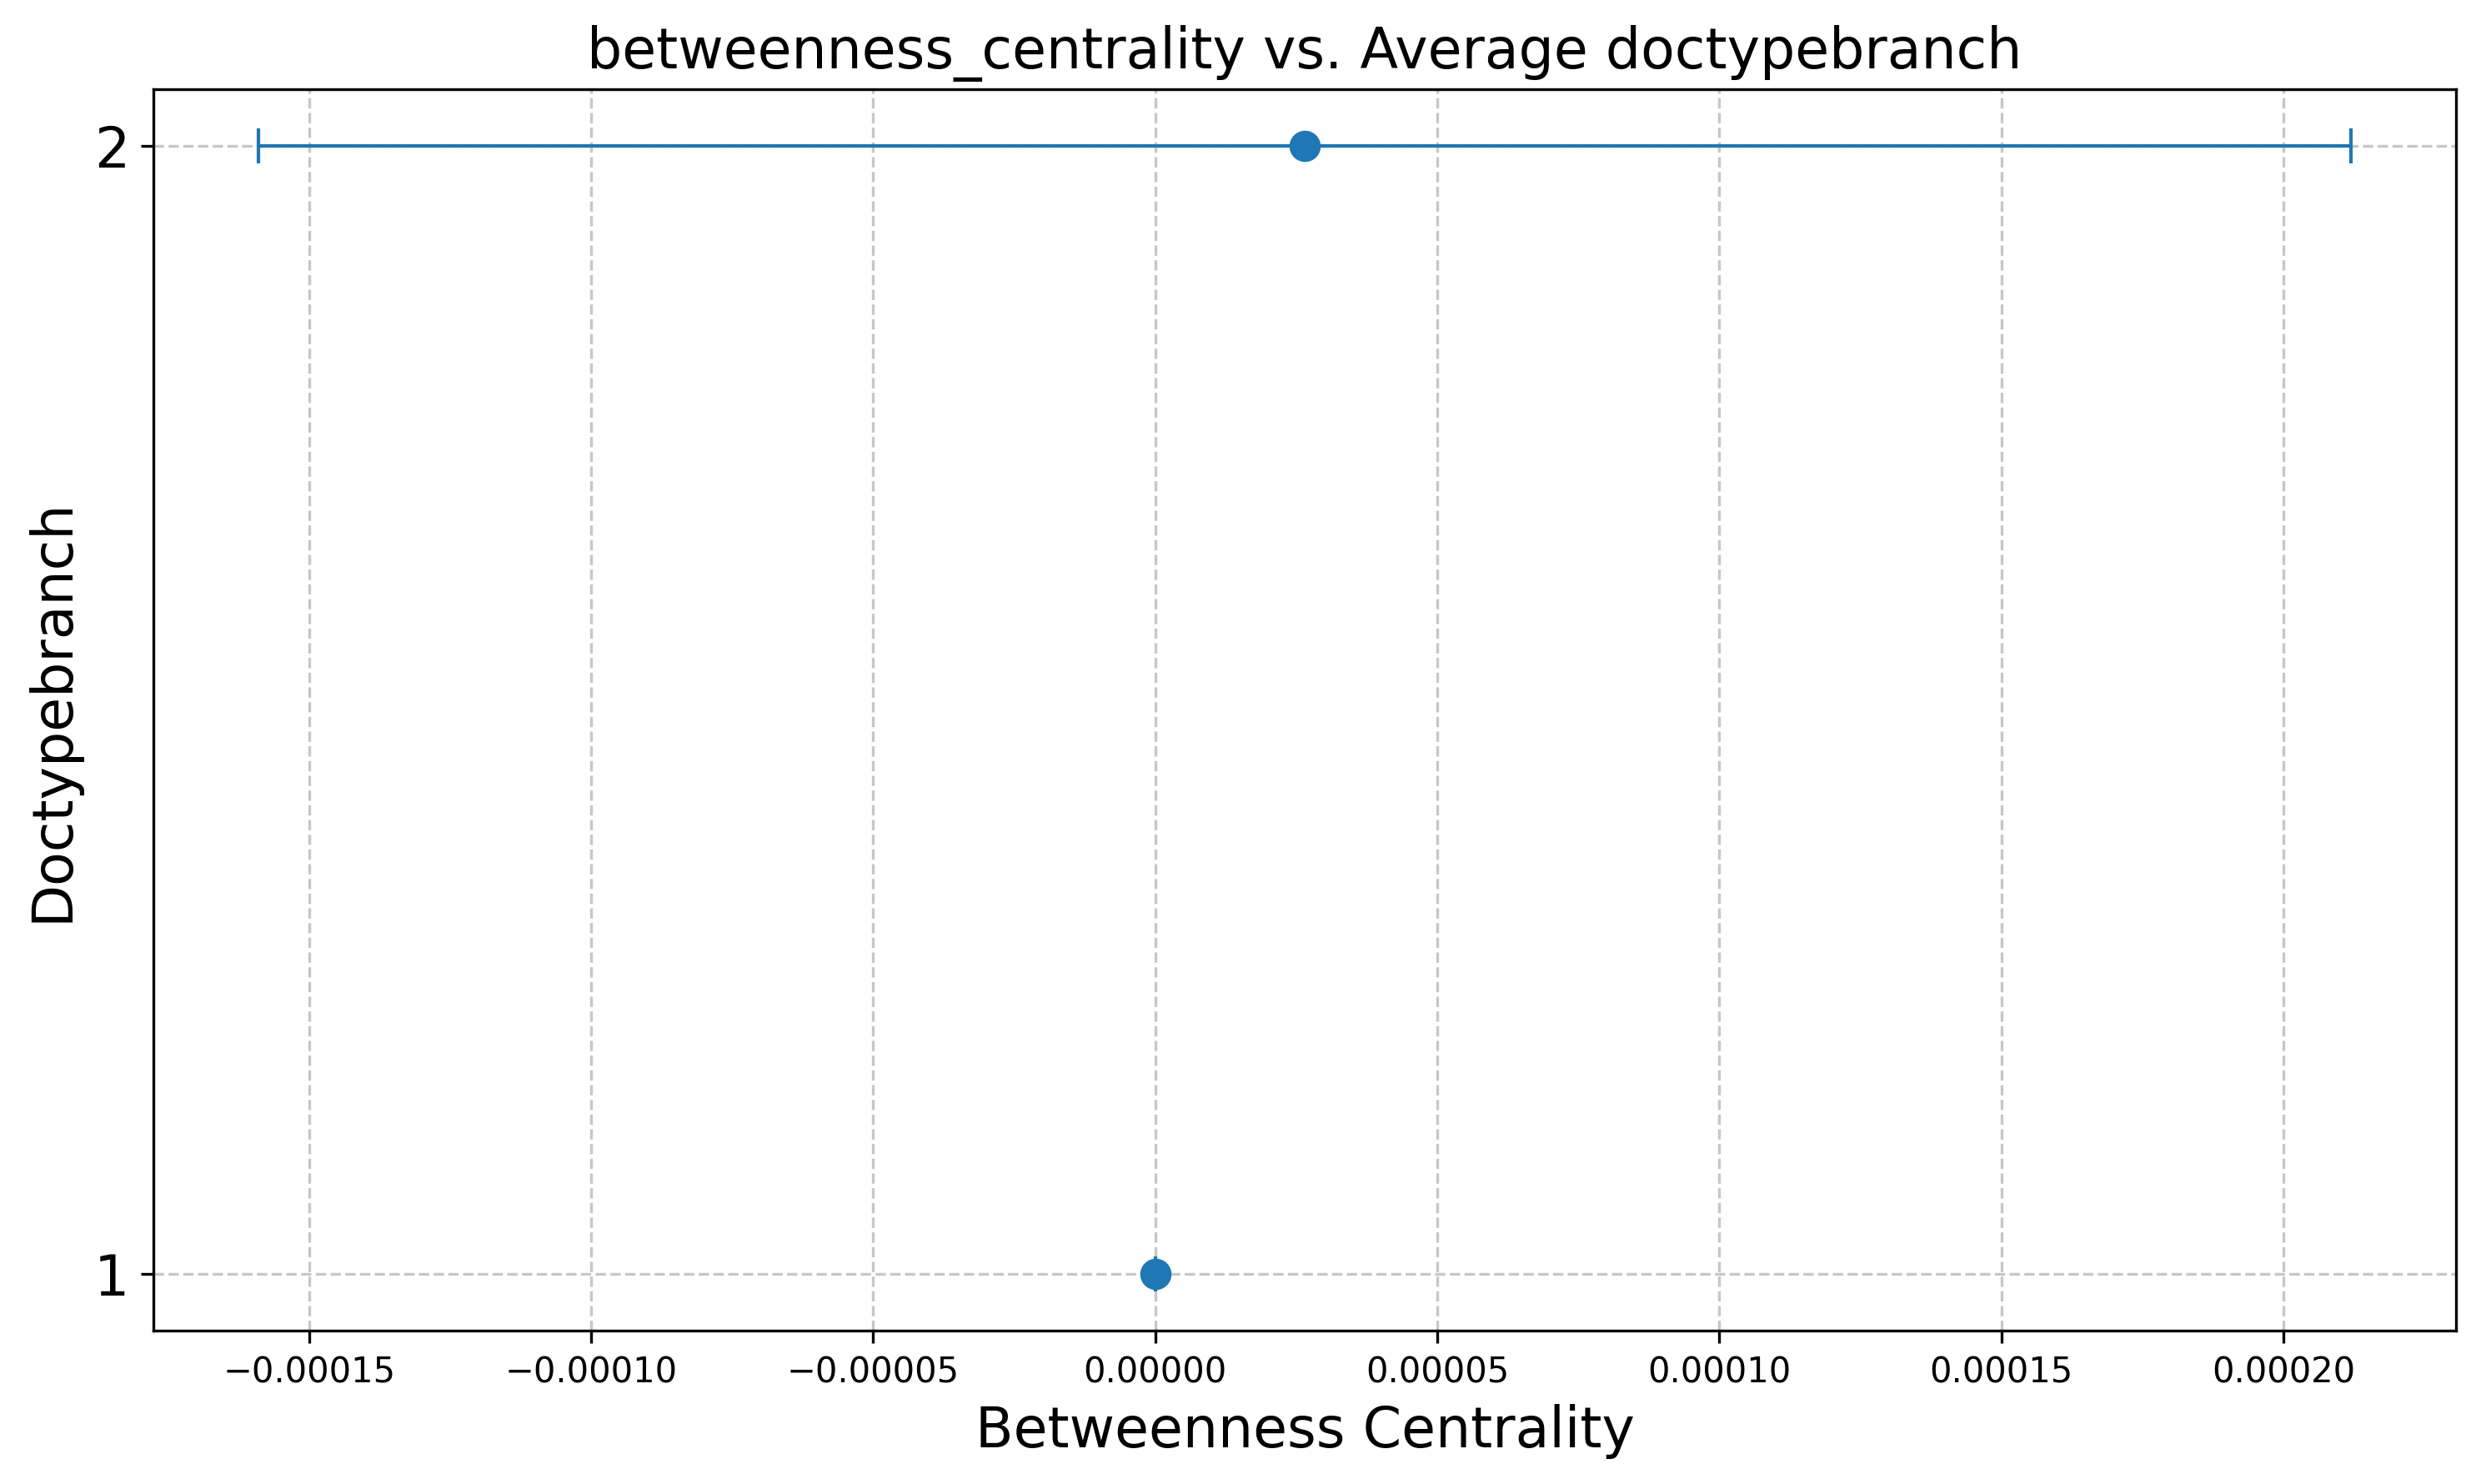 betweenness_centrality vs. Average doctypebranch
2
Doctypebranch
1
−0.00015 −0.00010 −0.00005 0.00000 0.00005 0.00010 0.00015 0.00020
Betweenness Centrality